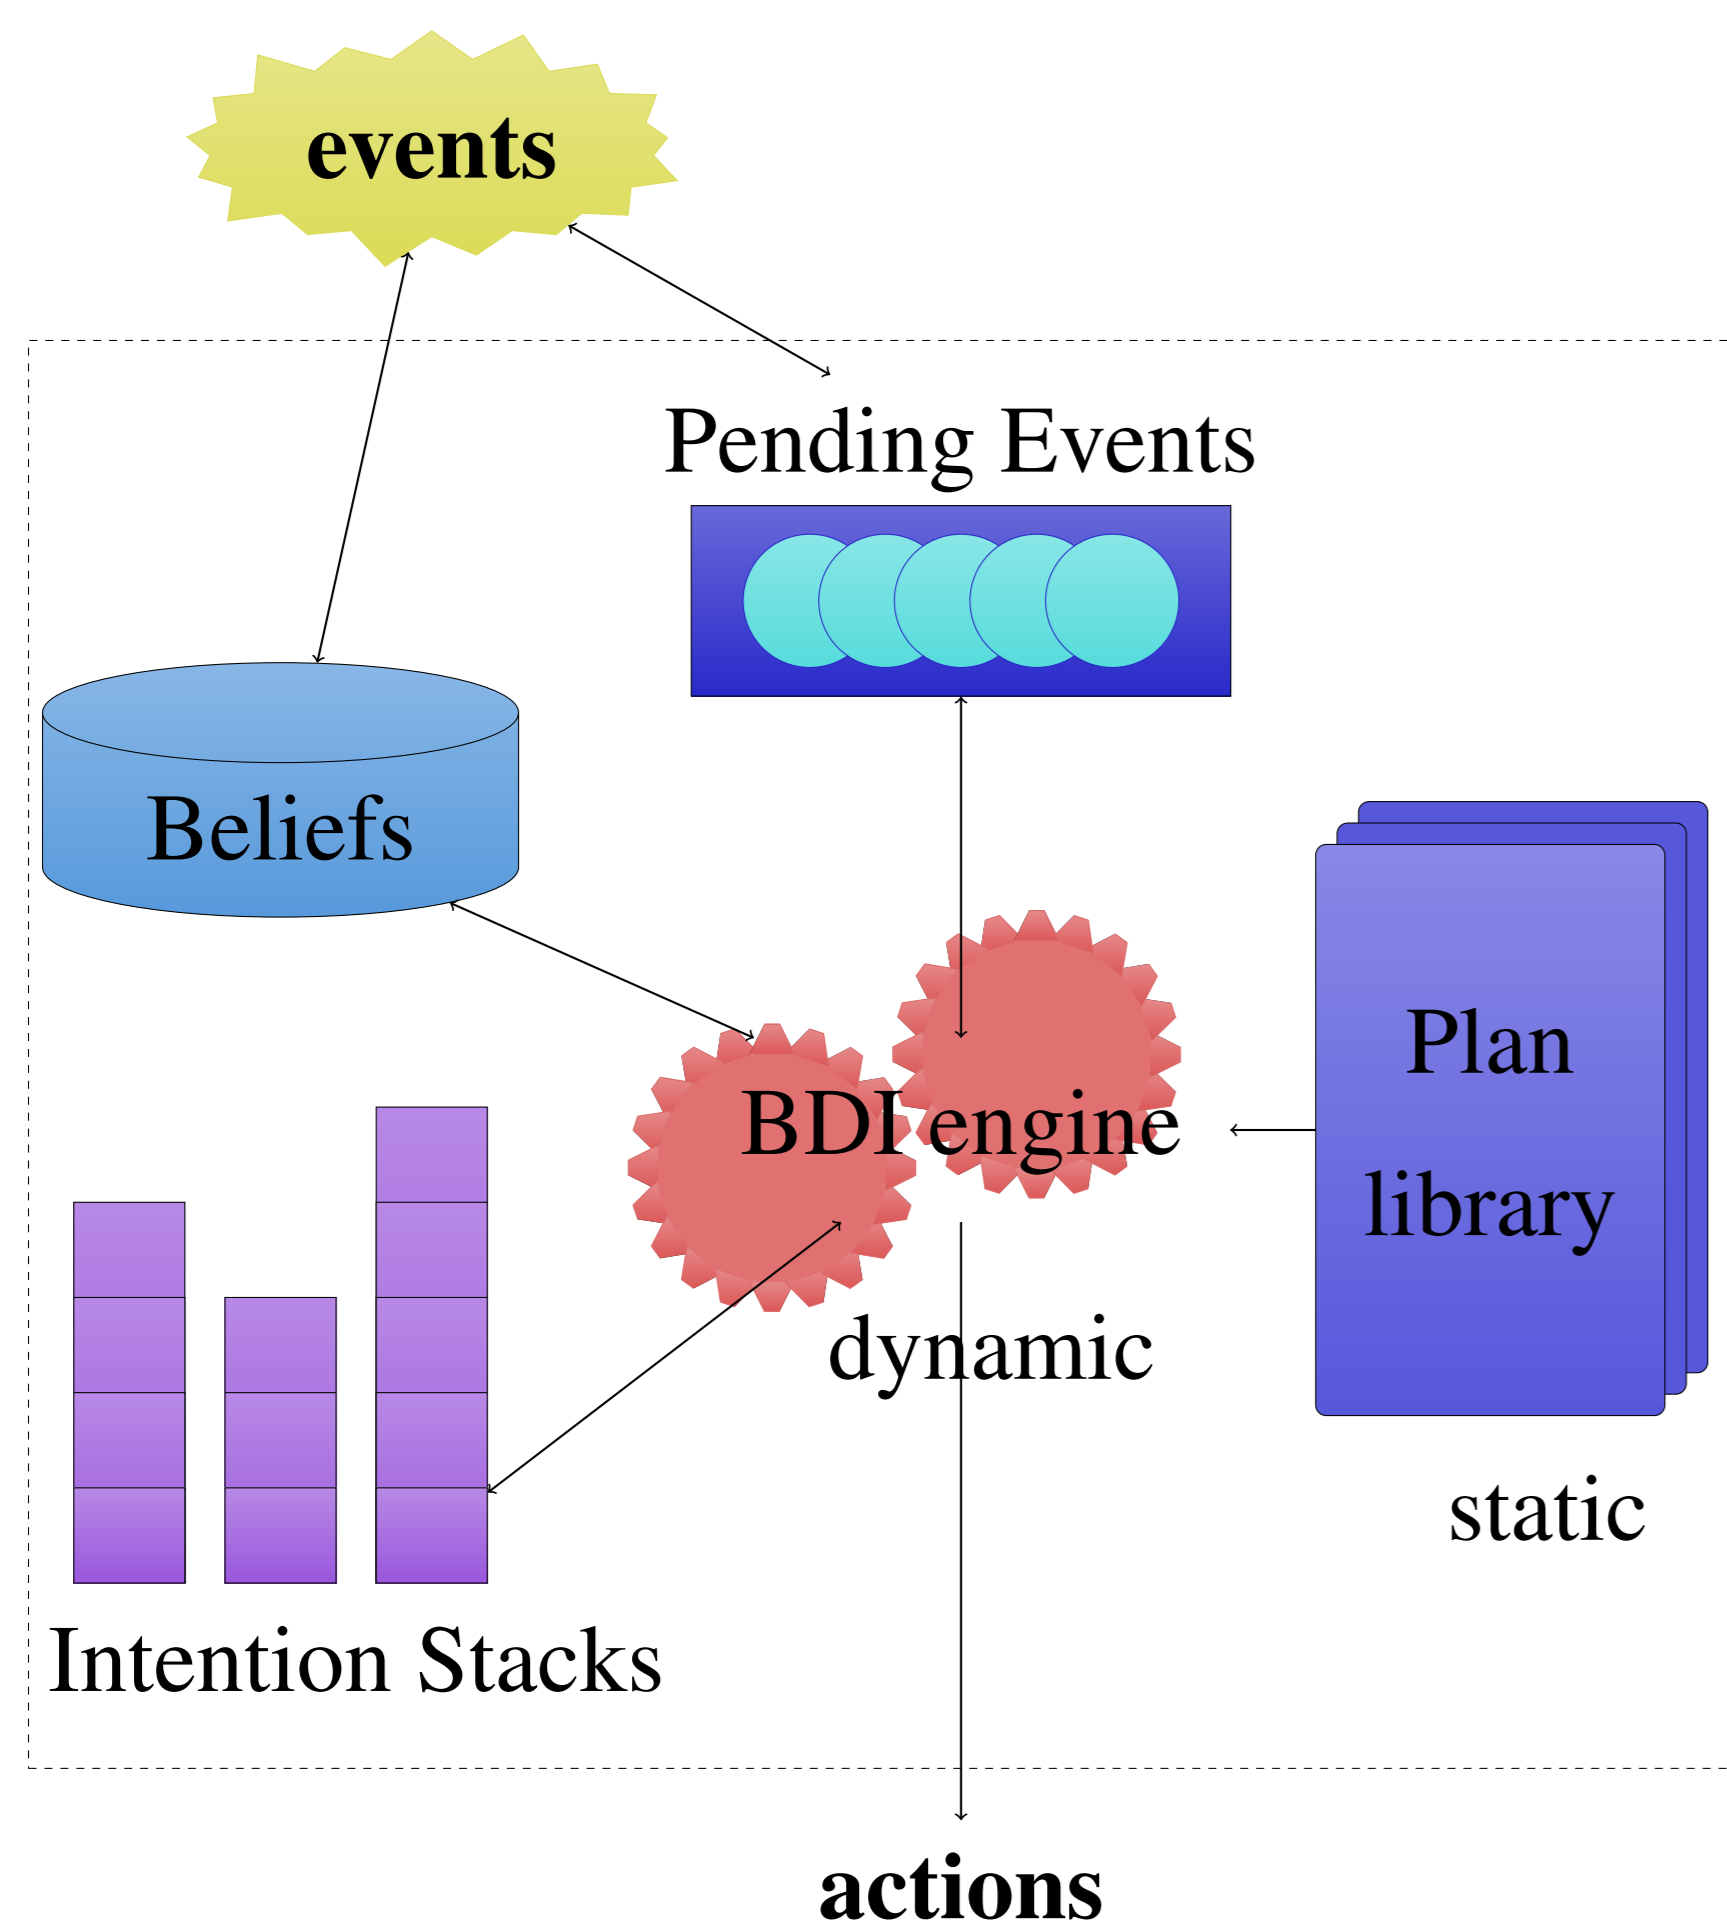 events
Pending Events
Beliefs
Plan
library
BDI engine
dynamic
static
Intention Stacks
actions